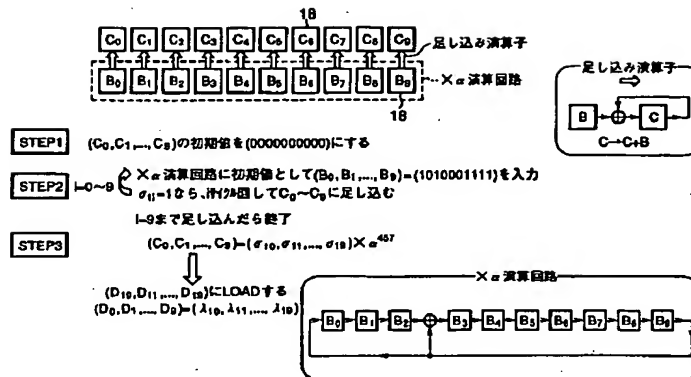 18
C₀ C₁ C₂ C₃ C₄ C₅ C₆ C₇ C₈ C₉
足し込み演算子
B₀ B₁ B₂ B₃ B₄ B₅ B₆ B₇ B₈ B₉
×α演算回路
18
足し込み演算子
B C
C→C+B
STEP1 (C₀,C₁,...,C₉)の初期値を(0000000000)にする
STEP2 i=0~9
×α演算回路に初期値として(B₀,B₁,...,B₉)=(1010001111)を入力
σ₁ᵢ=1なら、iサイクル回してC₀~C₉に足し込む
i=9まで足し込んだら終了
STEP3 (C₀,C₁,...,C₉)=(σ₁₀,σ₁₁,...,σ₁₉)×α⁴⁵⁷
(D₁₀,D₁₁,...,D₁₉)にLOADする
(D₀,D₁,...,D₉)=(λ₁₀,λ₁₁,...,λ₁₉)
×α演算回路
B₀ B₁ B₂ B₃ B₄ B₅ B₆ B₇ B₈ B₉